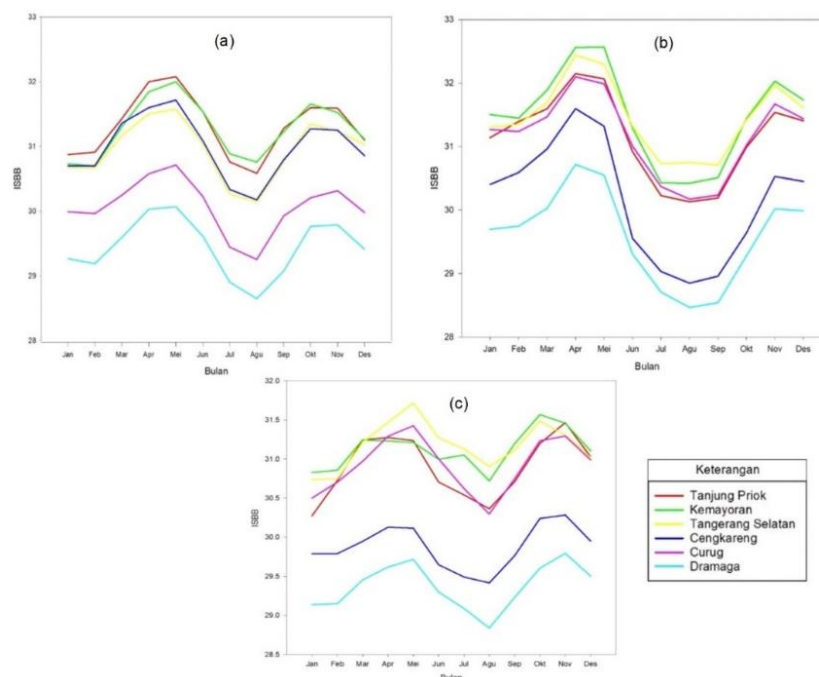 (a)
33
32
31
30
29
28
ISBB
Jan Feb Mar Apr Mei Jun Jul Agu Sep Okt Nov Des
Bulan
(b)
33
32
31
30
29
28
ISBB
Jan Feb Mar Apr Mei Jun Jul Agu Sep Okt Nov Des
Bulan
(c)
32.0
31.5
31.0
30.5
30.0
29.5
29.0
28.5
ISBB
Jan Feb Mar Apr Mei Jun Jul Agu Sep Okt Nov Des
Bulan
Keterangan
Tanjung Priok
Kemayoran
Tangerang Selatan
Cengkareng
Curug
Dramaga